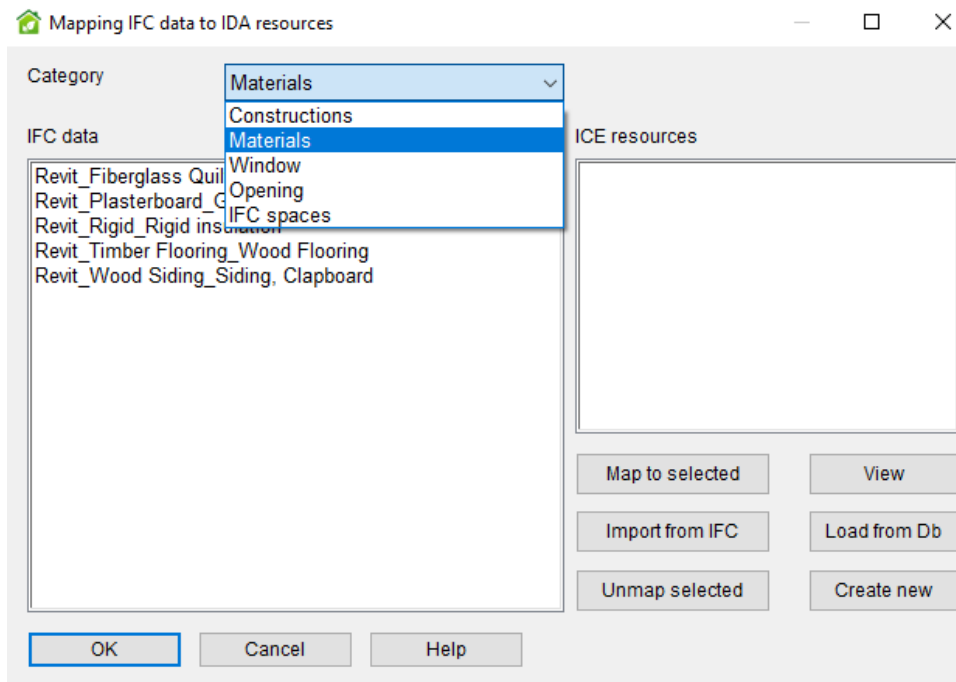 Mapping IFC data to IDA resources
Category
Materials
Constructions
Materials
Window
Opening
IFC spaces
IFC data
Revit_Fiberglass Quil
Revit_Plasterboard_G
Revit_Rigid_Rigid insulation
Revit_Timber Flooring_Wood Flooring
Revit_Wood Siding_Siding, Clapboard
ICE resources
Map to selected
View
Import from IFC
Load from Db
Unmap selected
Create new
OK
Cancel
Help